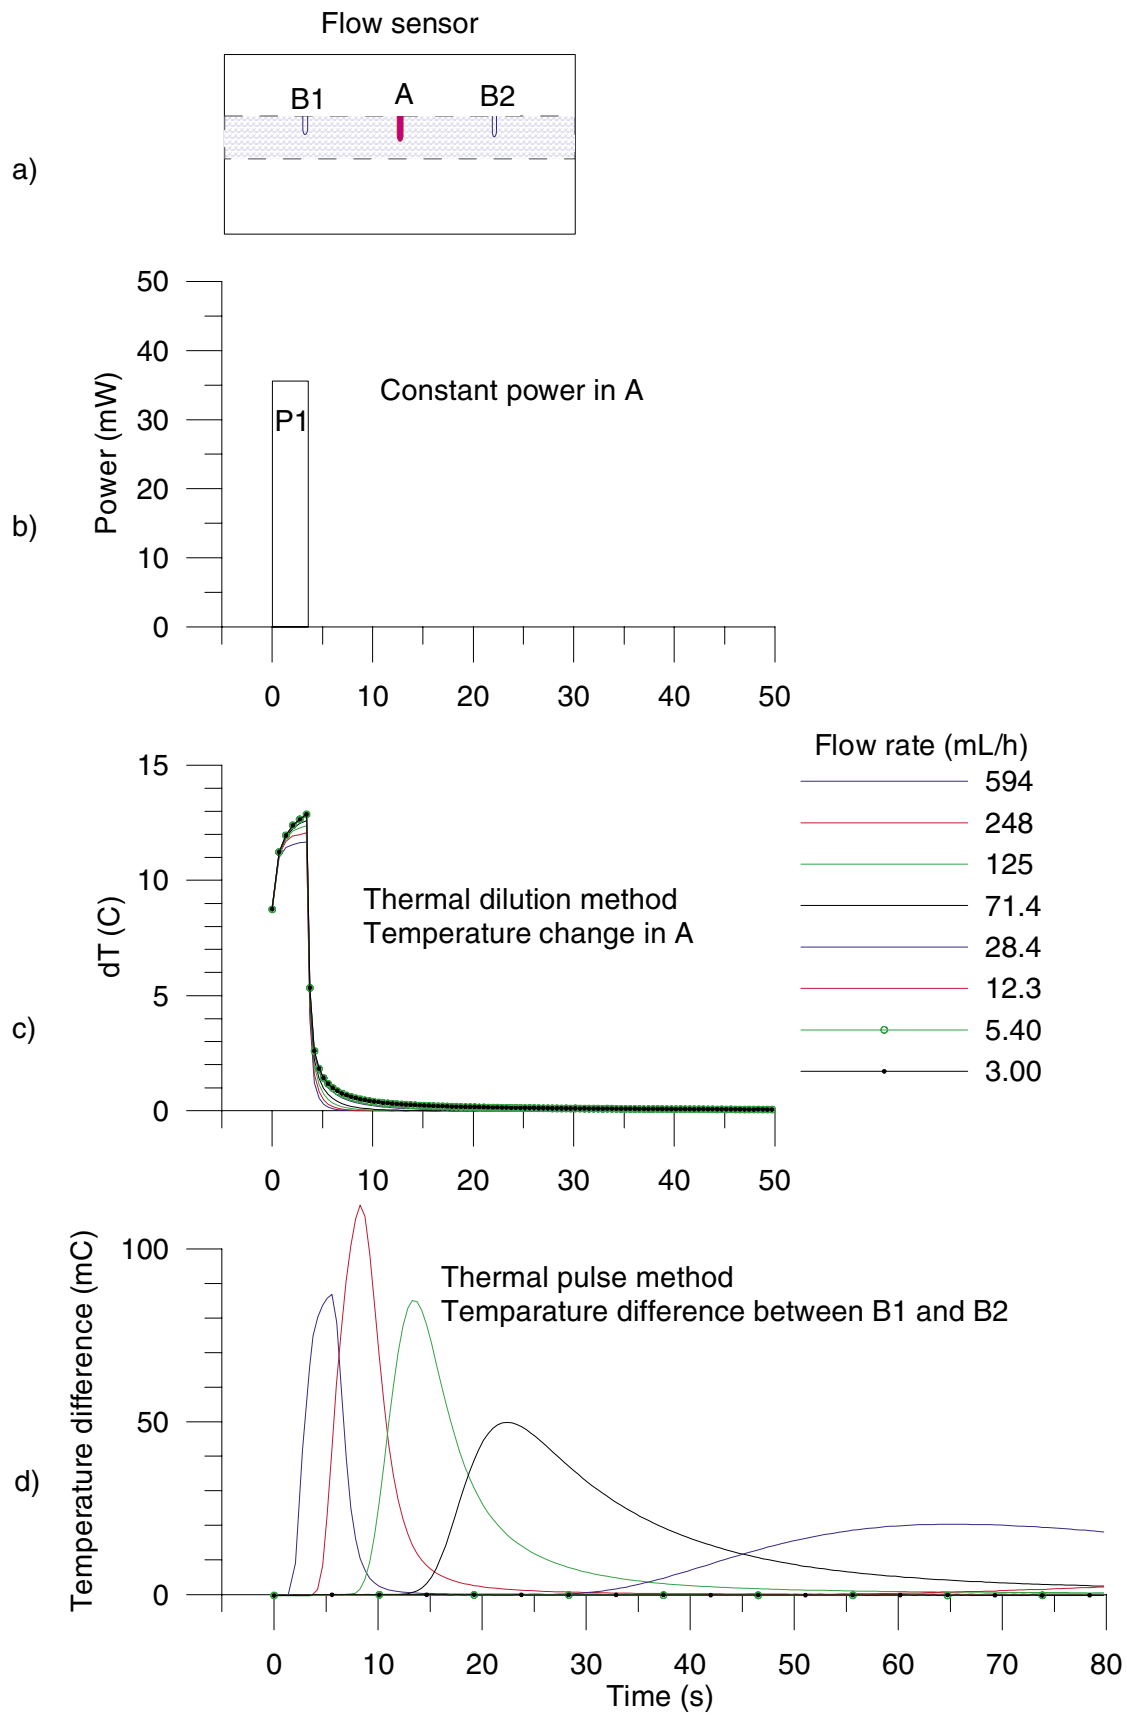 Flow sensor
B1
A
B2
a)
50
40
30
20
10
0
Power (mW)
P1
Constant power in A
b)
0
10
20
30
40
50
Flow rate (mL/h)
594
248
125
71.4
28.4
12.3
5.40
3.00
15
10
5
0
dT (C)
Thermal dilution method
Temperature change in A
c)
0
10
20
30
40
50
100
50
0
Temperature difference (mC)
Thermal pulse method
Temparature difference between B1 and B2
d)
0
10
20
30
40
50
60
70
80
Time (s)